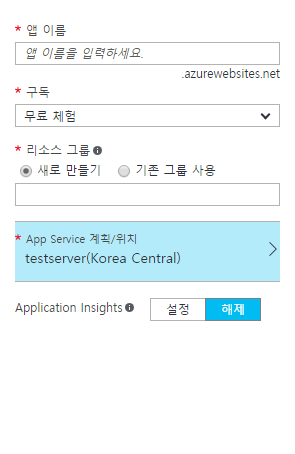 * 앱 이름
앱 이름을 입력하세요.
.azurewebsites.net
* 구독
무료 체험
* 리소스 그룹
새로 만들기 기존 그룹 사용
* App Service 계획/위치
testserver(Korea Central)
Application Insights 설정 해제